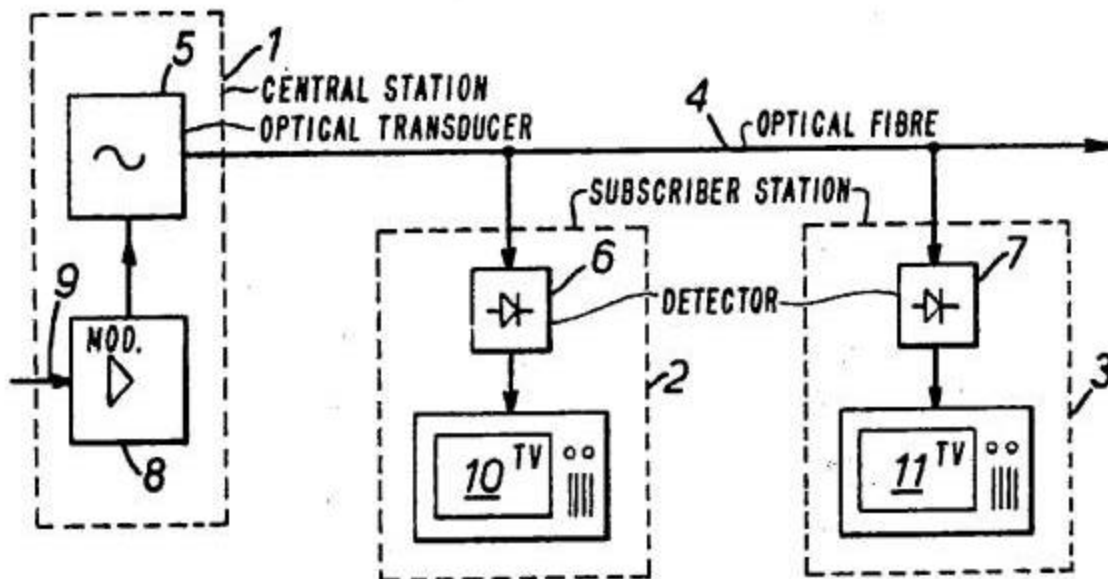 5
1
CENTRAL STATION
OPTICAL TRANSDUCER
4
OPTICAL FIBRE
SUBSCRIBER STATION
6
7
9
DETECTOR
MOD.
2
3
8
10 TV
11 TV